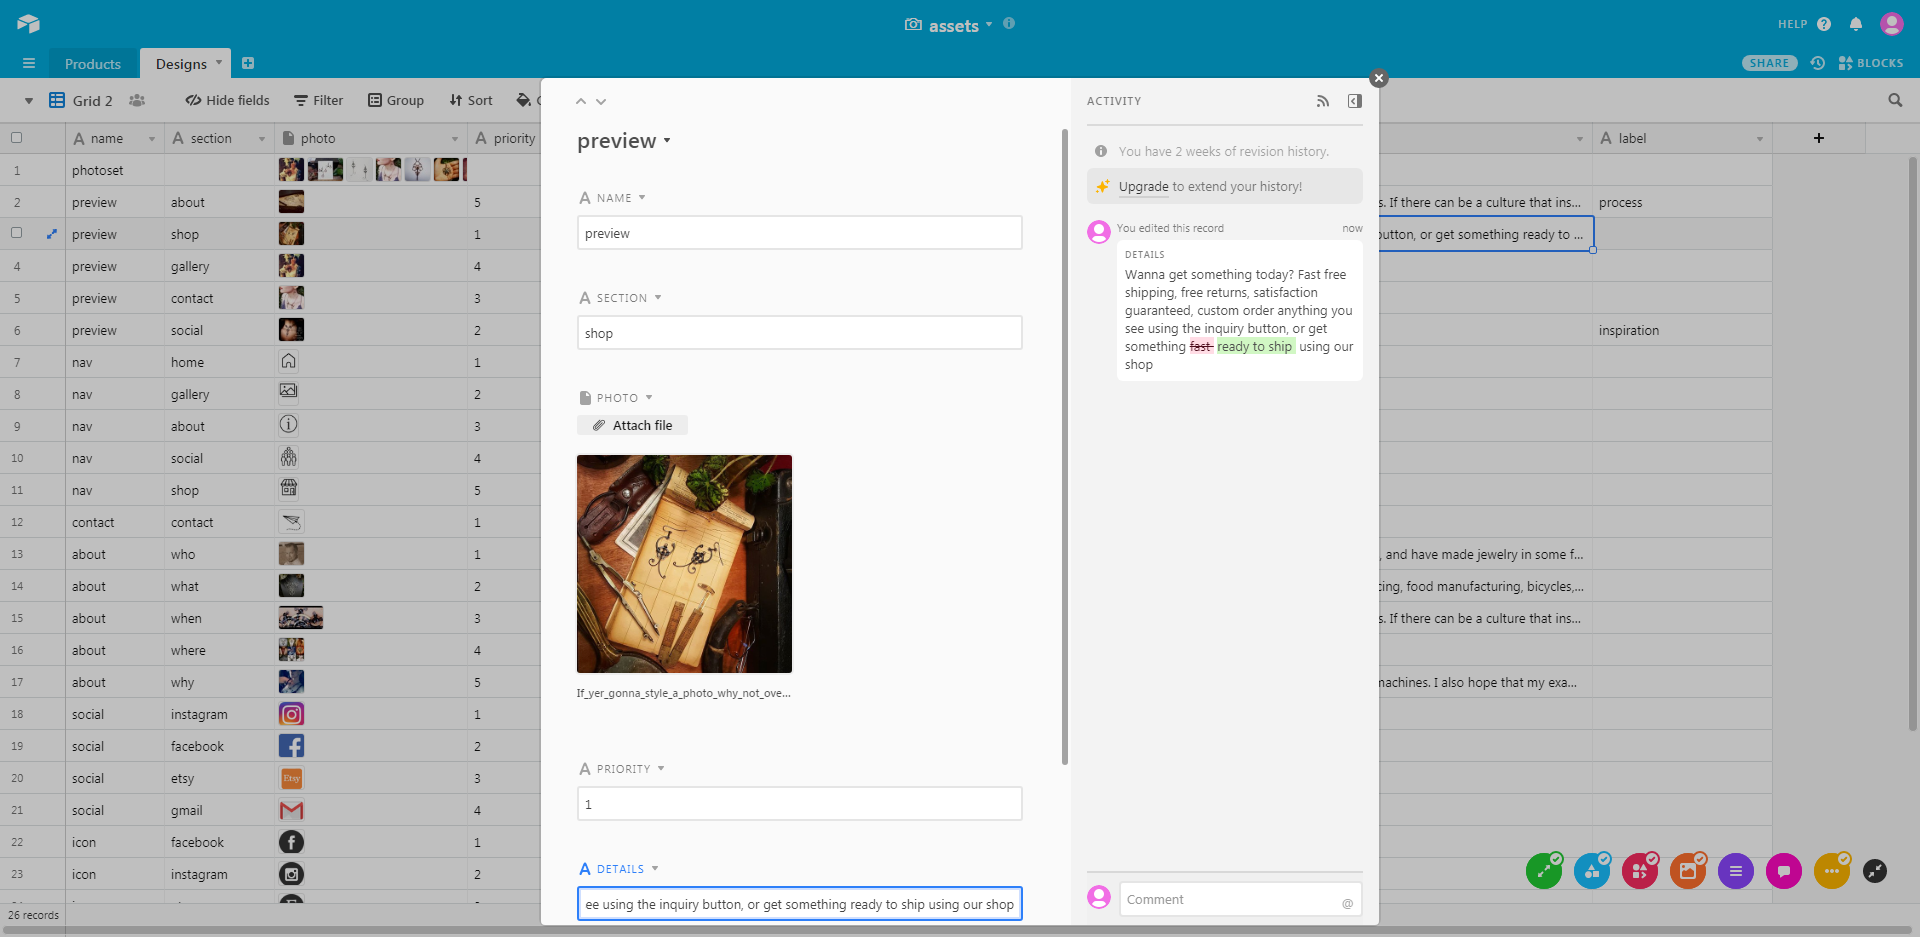 assets
HELP
Products
Designs
SHARE
BLOCKS
Grid 2
Hide fields
Filter
Group
Sort
name
section
photo
priority
label
1 photoset
2 preview about 5 s. If there can be a culture that ins... process
preview shop 1 button, or get something ready to ...
4 preview gallery 4
5 preview contact 3
6 preview social 2 inspiration
7 nav home 1
8 nav gallery 2
9 nav about 3
10 nav social 4
11 nav shop 5
12 contact contact 1
13 about who 1 , and have made jewelry in some f...
14 about what 2 cing, food manufacturing, bicycles,...
15 about when 3 s. If there can be a culture that ins...
16 about where 4
17 about why 5 machines. I also hope that my exa...
18 social instagram 1
19 social facebook 2
20 social etsy Etsy 3
21 social gmail 4
22 icon facebook 1
23 icon instagram 2
26 records
preview
NAME
preview
SECTION
shop
PHOTO
Attach file
If_yer_gonna_style_a_photo_why_not_ove...
PRIORITY
1
DETAILS
ee using the inquiry button, or get something ready to ship using our shop
ACTIVITY
You have 2 weeks of revision history.
Upgrade to extend your history!
You edited this record
now
DETAILS
Wanna get something today? Fast free
shipping, free returns, satisfaction
guaranteed, custom order anything you
see using the inquiry button, or get
something fast ready to ship using our
shop
Comment
@